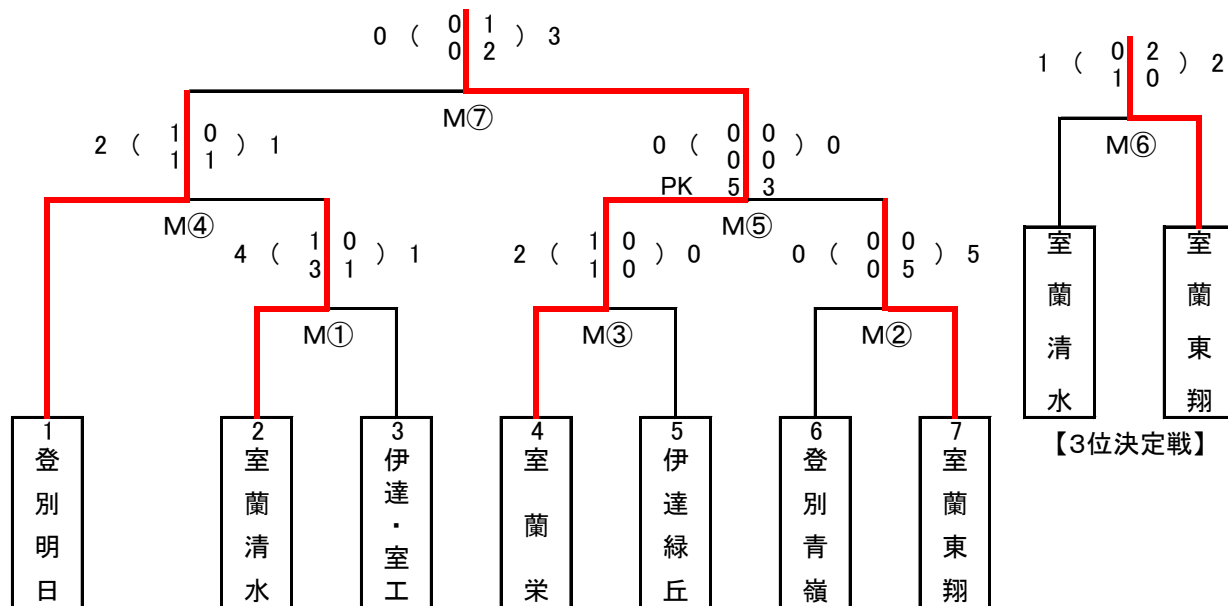 0 ( 0 1 ) 3
0 2
M⑦
1 ( 0 2 ) 2
1 0
M⑥
2 ( 1 0 ) 1
1 1
M④
0 ( 0 0 ) 0
0 0
PK 5 3
M⑤
4 ( 1 0 ) 1
3 1
M①
2 ( 1 0 ) 0
1 0
M③
0 ( 0 0 ) 5
0 5
M②
1 登別明日
2 室蘭清水
3 伊達・室工
4 室蘭栄
5 伊達緑丘
6 登別青嶺
7 室蘭東翔
室蘭清水
室蘭東翔
【3位決定戦】